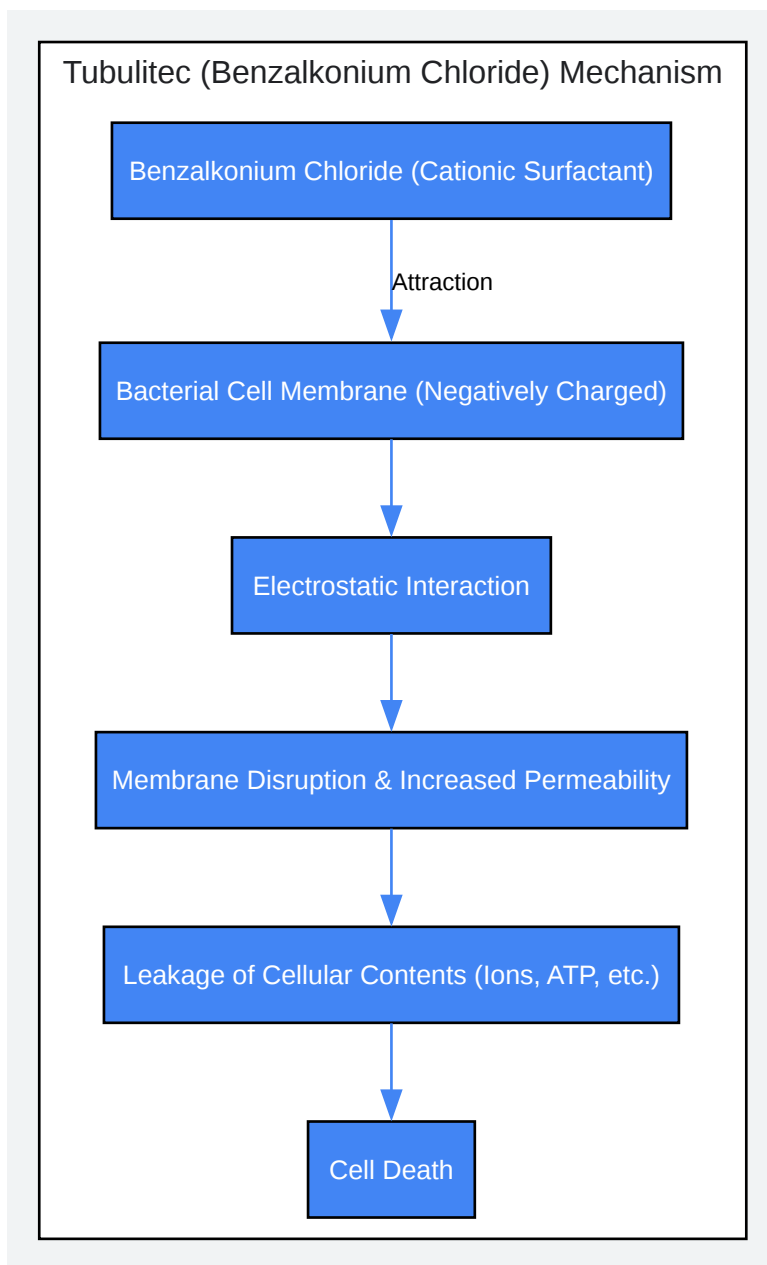 Tubulitec (Benzalkonium Chloride) Mechanism
Benzalkonium Chloride (Cationic Surfactant)
Attraction
Bacterial Cell Membrane (Negatively Charged)
Electrostatic Interaction
Membrane Disruption & Increased Permeability
Leakage of Cellular Contents (Ions, ATP, etc.)
Cell Death